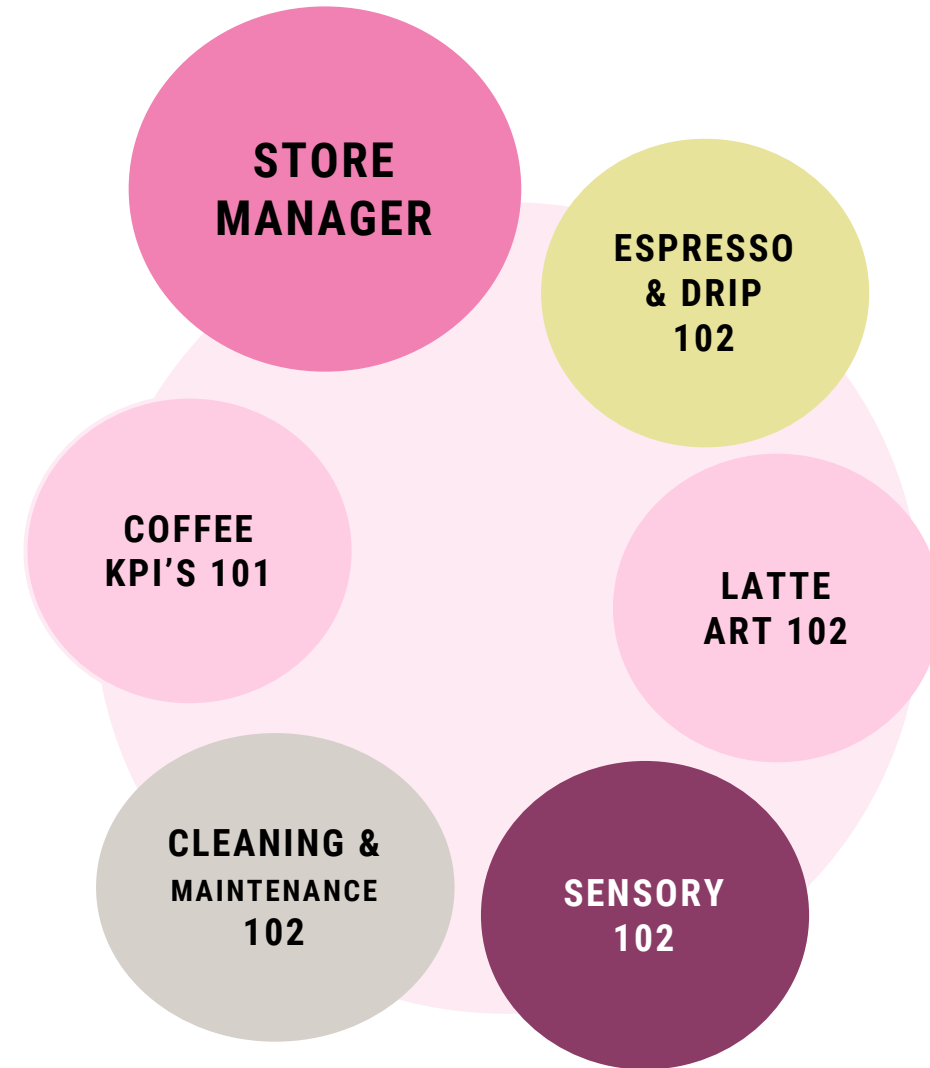 STORE
MANAGER
ESPRESSO
& DRIP
102
COFFEE
KPI’S 101
LATTE
ART 102
CLEANING &
MAINTENANCE
102
SENSORY
102